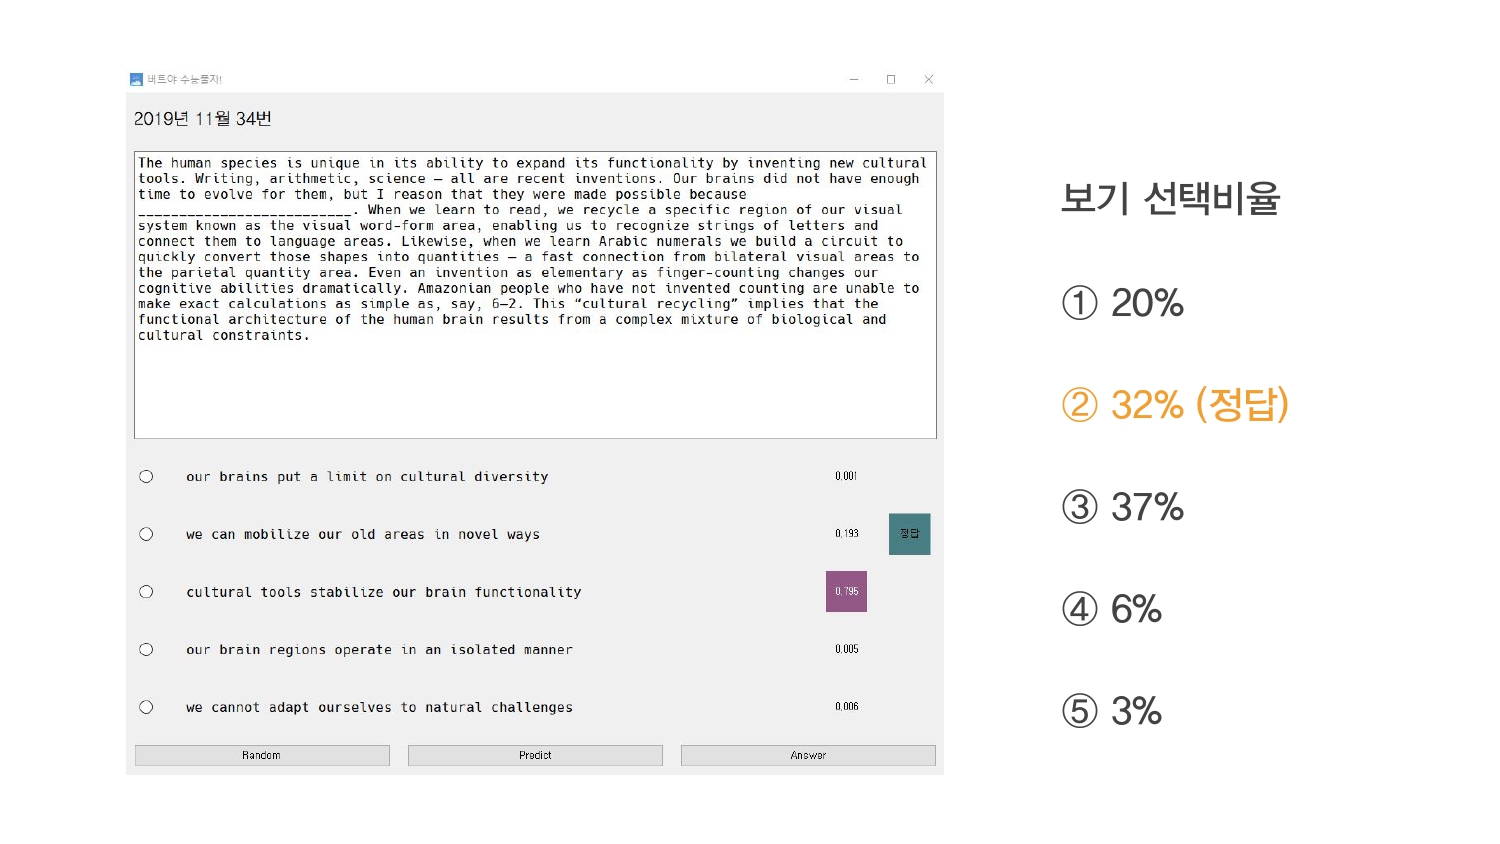 버트야 수능풀자!
2019년 11월 34번
The human species is unique in its ability to expand its functionality by inventing new cultural
tools. Writing, arithmetic, science – all are recent inventions. Our brains did not have enough
time to evolve for them, but I reason that they were made possible because
__________________________. When we learn to read, we recycle a specific region of our visual
system known as the visual word-form area, enabling us to recognize strings of letters and
connect them to language areas. Likewise, when we learn Arabic numerals we build a circuit to
quickly convert those shapes into quantities – a fast connection from bilateral visual areas to
the parietal quantity area. Even an invention as elementary as finger-counting changes our
cognitive abilities dramatically. Amazonian people who have not invented counting are unable to
make exact calculations as simple as, say, 6–2. This “cultural recycling” implies that the
functional architecture of the human brain results from a complex mixture of biological and
cultural constraints.
our brains put a limit on cultural diversity 0,001
we can mobilize our old areas in novel ways 0,193 정답
cultural tools stabilize our brain functionality 0,795
our brain regions operate in an isolated manner 0,005
we cannot adapt ourselves to natural challenges 0,006
Random Predict Answer
보기 선택비율
① 20%
② 32% (정답)
③ 37%
④ 6%
⑤ 3%